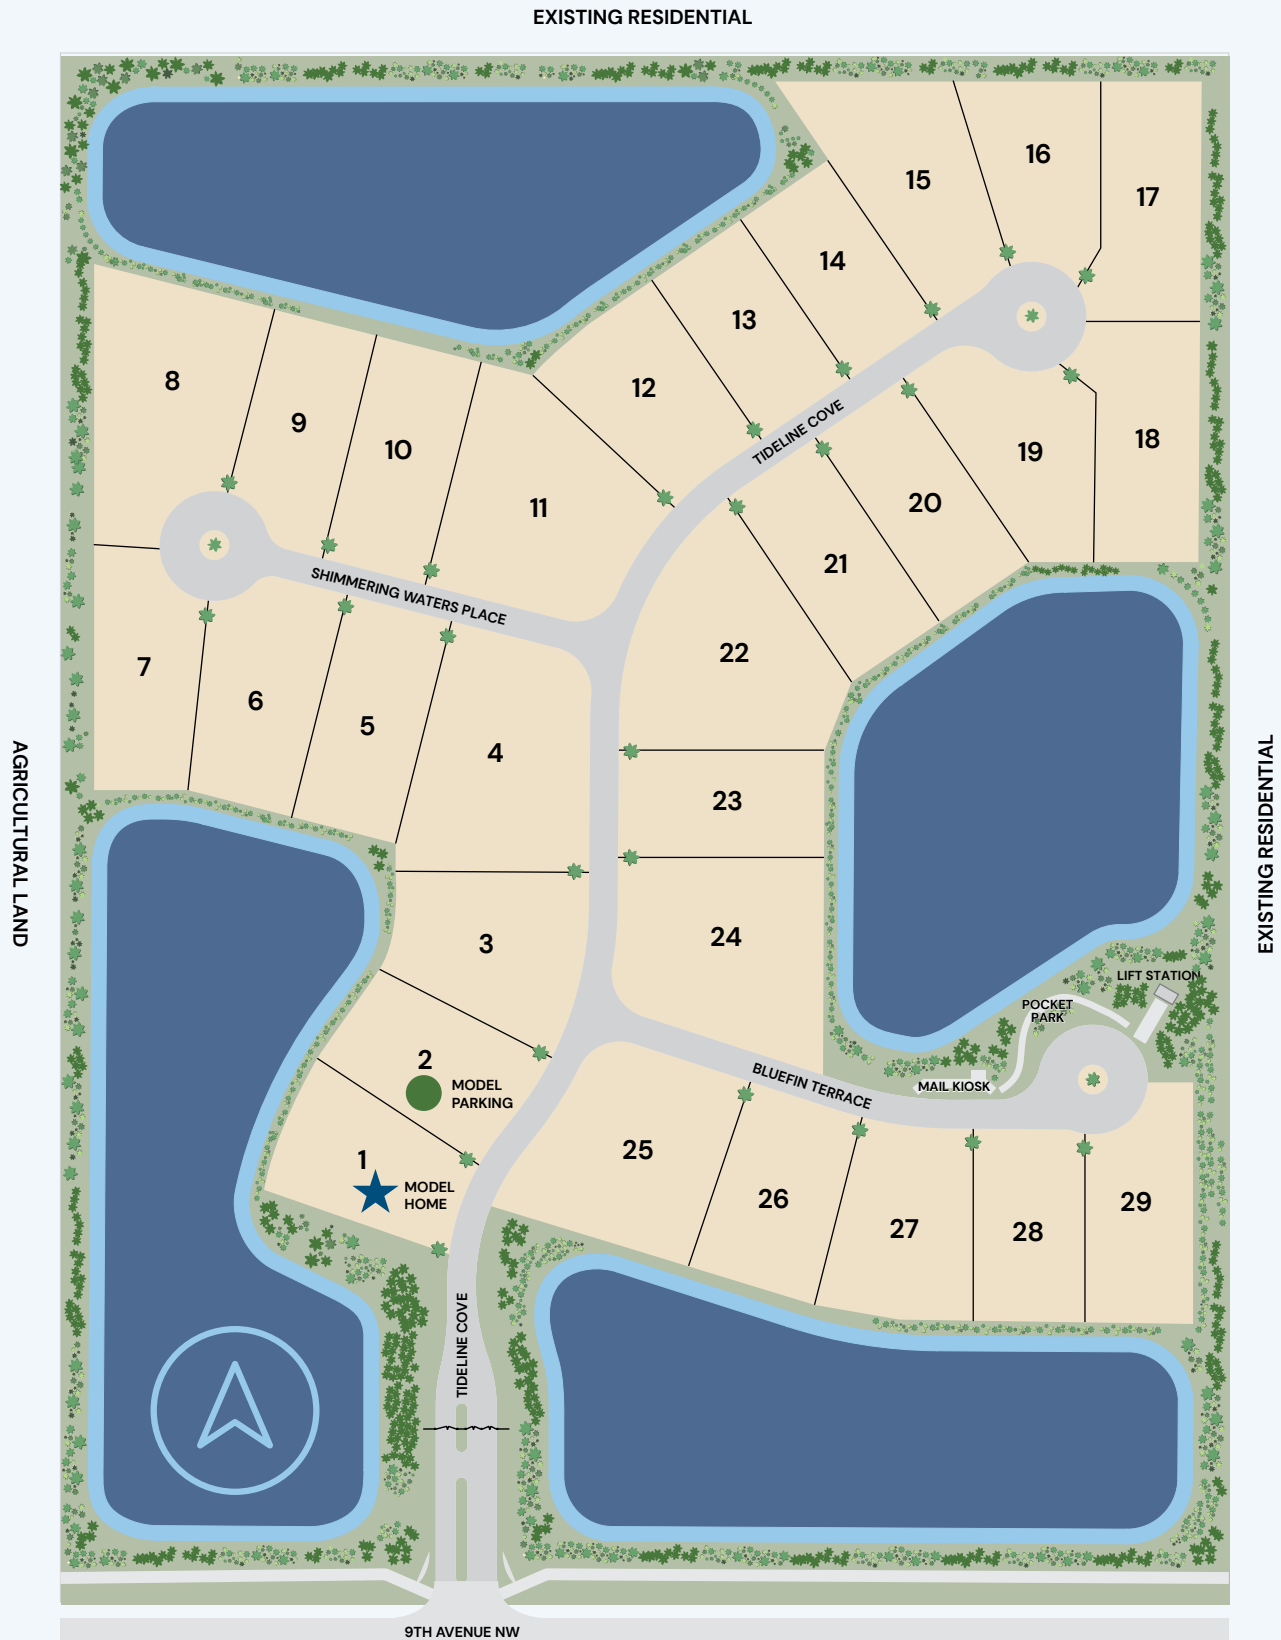 EXISTING RESIDENTIAL
16
15
17
14
13
8
12
TIDELINE COVE
9
18
10
19
20
11
21
SHIMMERING WATERS PLACE
22
7
6
5
4
23
AGRICULTURAL LAND
EXISTING RESIDENTIAL
24
3
LIFT STATION
POCKET
PARK
2
MODEL
PARKING
BLUEFIN TERRACE
MAIL KIOSK
25
1
MODEL
HOME
26
29
27
28
TIDELINE COVE
9TH AVENUE NW